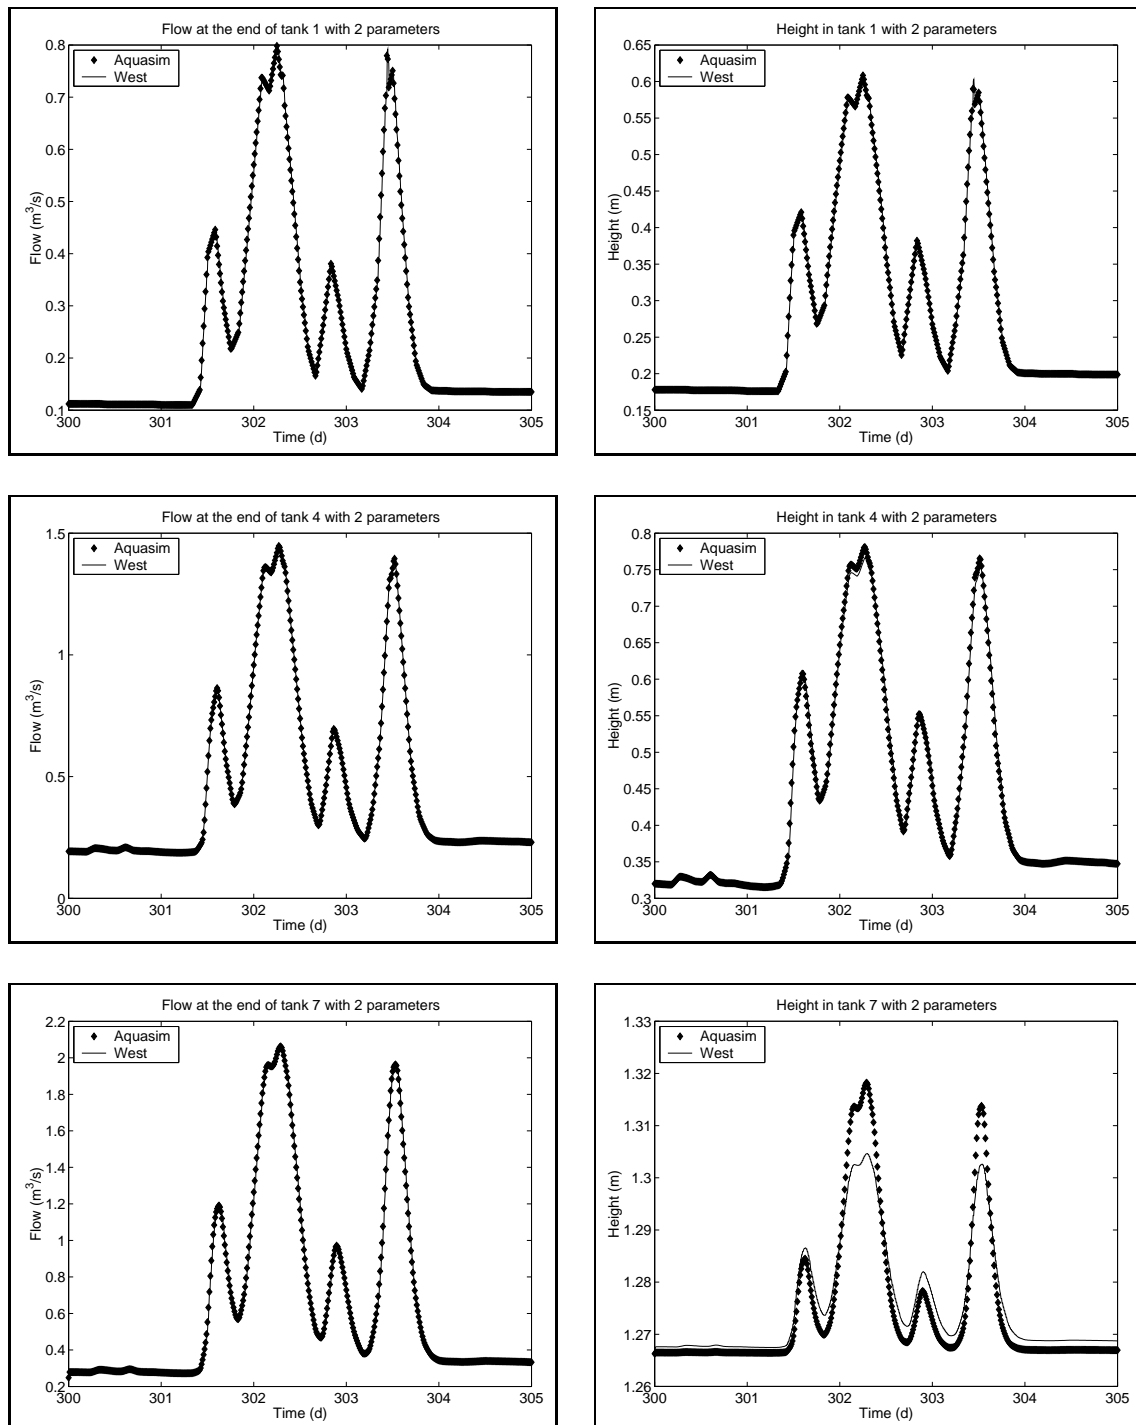 Flow at the end of tank 1 with 2 parameters
Aquasim
West
0.8
0.7
0.6
0.5
0.4
0.3
0.2
0.1
Flow (m³/s)
300 301 302 303 304 305
Time (d)
Height in tank 1 with 2 parameters
Aquasim
West
0.65
0.6
0.55
0.5
0.45
0.4
0.35
0.3
0.25
0.2
0.15
Height (m)
300 301 302 303 304 305
Time (d)
Flow at the end of tank 4 with 2 parameters
Aquasim
West
1.5
1
0.5
0
Flow (m³/s)
300 301 302 303 304 305
Time (d)
Height in tank 4 with 2 parameters
Aquasim
West
0.8
0.75
0.7
0.65
0.6
0.55
0.5
0.45
0.4
0.35
0.3
Height (m)
300 301 302 303 304 305
Time (d)
Flow at the end of tank 7 with 2 parameters
Aquasim
West
2.2
2
1.8
1.6
1.4
1.2
1
0.8
0.6
0.4
0.2
Flow (m³/s)
300 301 302 303 304 305
Time (d)
Height in tank 7 with 2 parameters
Aquasim
West
1.33
1.32
1.31
1.3
1.29
1.28
1.27
1.26
Height (m)
300 301 302 303 304 305
Time (d)